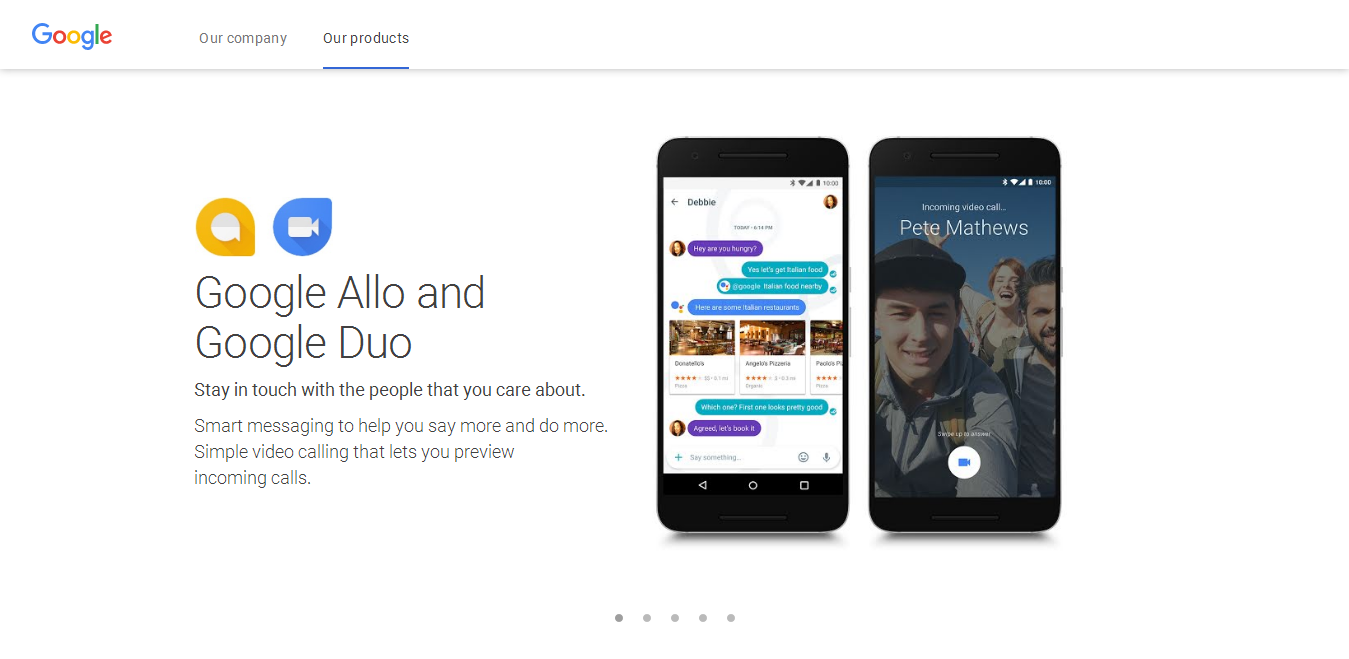 Google
Our company
Our products
Google Allo and
Google Duo
Stay in touch with the people that you care about.
Smart messaging to help you say more and do more.
Simple video calling that lets you preview
incoming calls.
10:00
Debbie
TODAY • 6:14 PM
Hey are you hungry?
Yes let's get Italian food
@google Italian food nearby
Here are some Italian restaurants
Donatello's
Angelo's Pizzeria
Paolo's Pi
Pizza
Organic
Pizza
Which one? First one looks pretty good
Agreed, let's book it
Say something...
10:00
Incoming video call...
Pete Mathews
Swipe up to answer